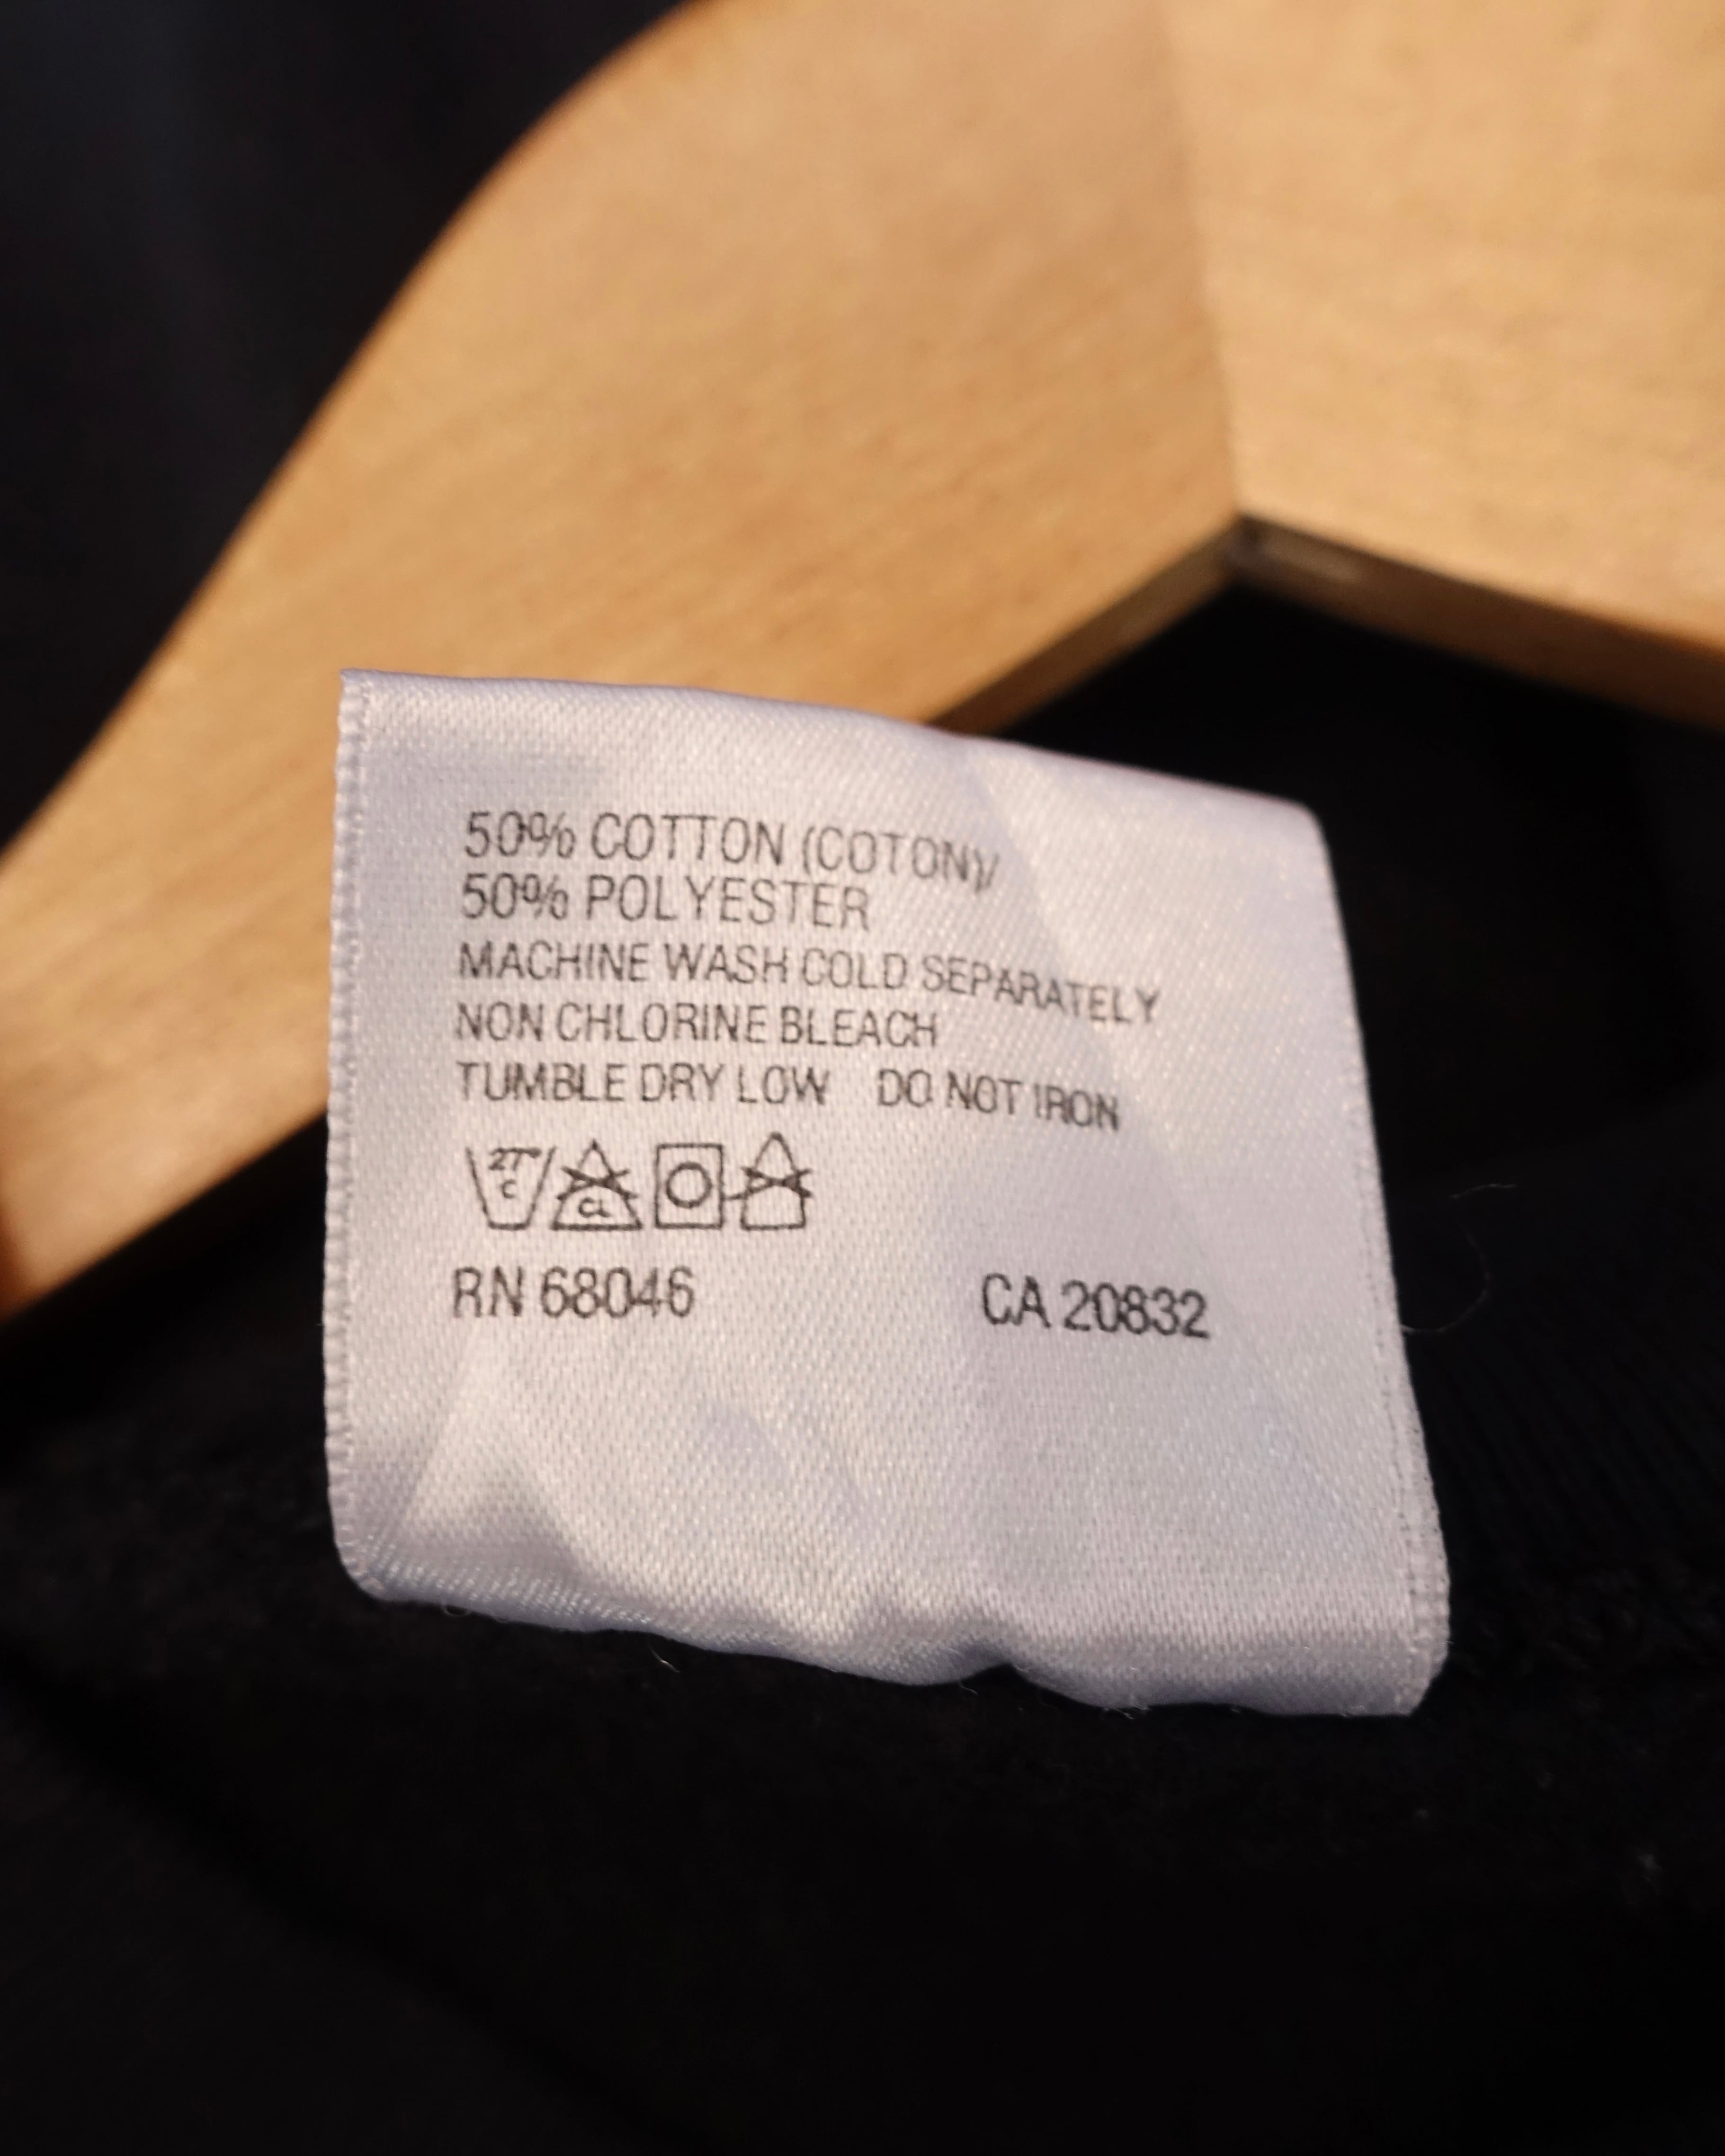 50% COTTON (COTON)/
50% POLYESTER
MACHINE WASH COLD SEPARATELY
NON CHLORINE BLEACH
TUMBLE DRY LOW DO NOT IRON
27°
C
CL
RN 68046 CA 20832